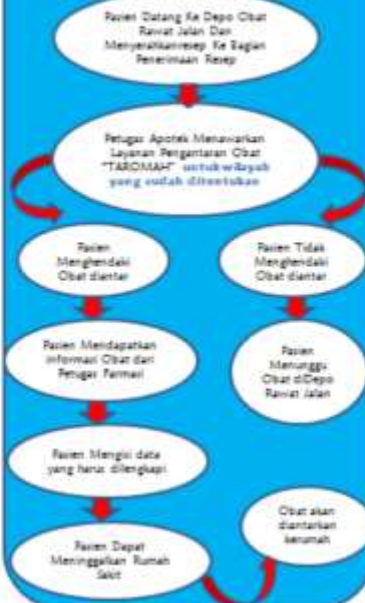 Pasien Datang Ke Depo Obat
Rawat Jalan Dan
Menyerahkanresep Ke Bagian
Penerimaan Resep
Petugas Apotek Menawarkan
Layanan Pengantaran Obat
"TAROMAH" untukwilayah
yang sudah ditentukan
Pasien
Menghendaki
Obat diantar
Pasien Tidak
Menghendaki
Obat diantar
Pasien Mendapatkan
informasi Obat dari
Petugas Farmasi
Pasien
Menunggu
Obat diDepo
Rawat Jalan
Pasien Mengisi data
yang harus dilengkapi
Pasien Dapat
Meninggalkan Rumah
Sakit
Obat akan
diantarkan
kerumah